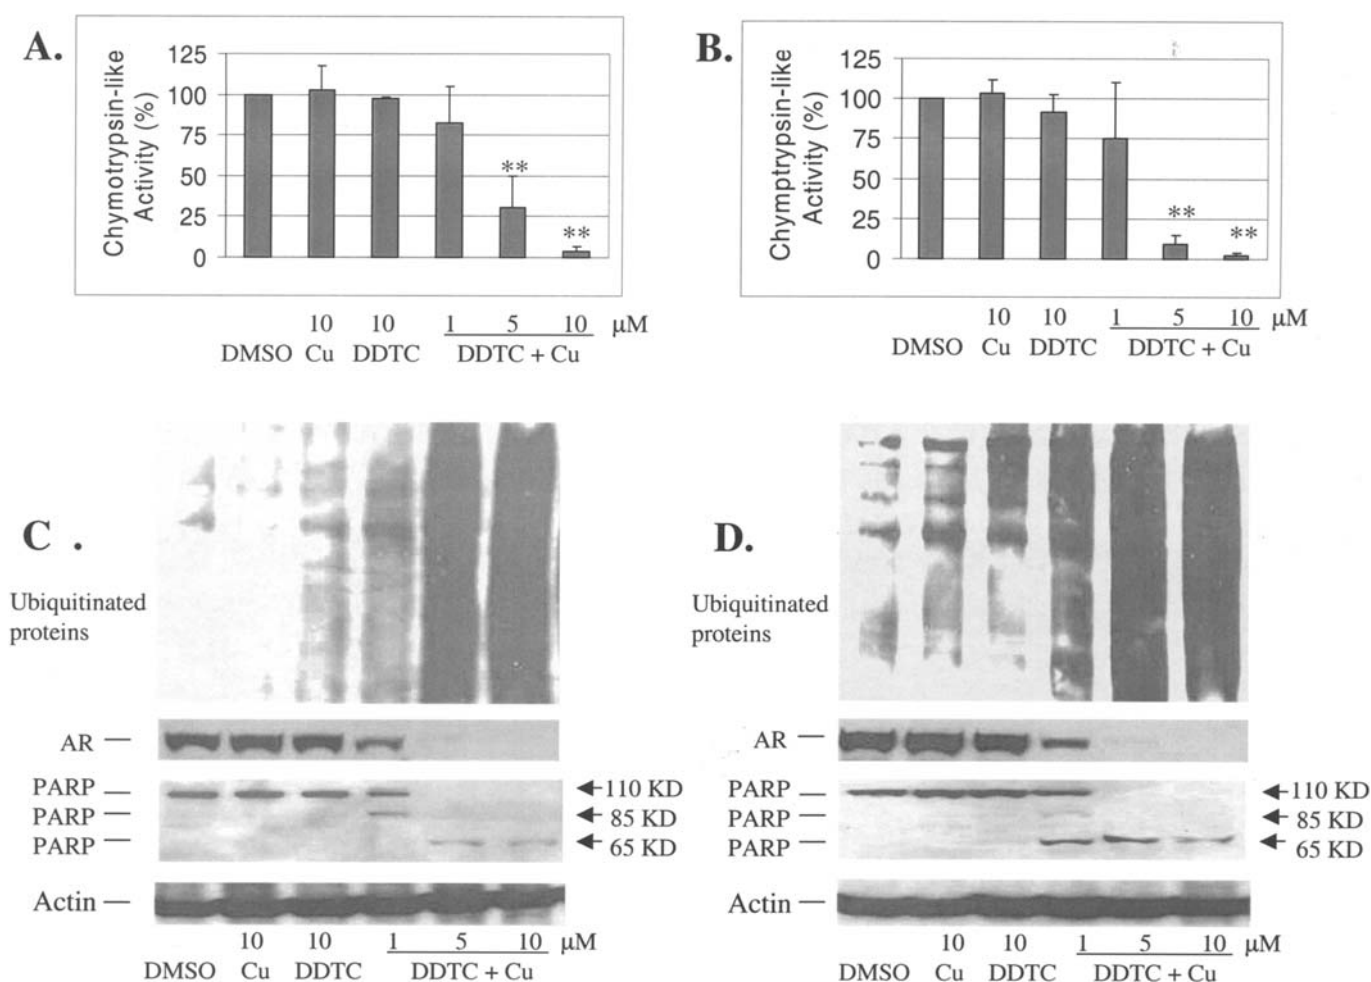 A.
Chymotrypsin-like
Activity (%)
125
100
75
50
25
0
**
**
10 10 1 5 10 µM
DMSO Cu DDTC DDTC + Cu
B.
Chymptrypsin-like
Activity (%)
125
100
75
50
25
0
**
**
10 10 1 5 10 µM
DMSO Cu DDTC DDTC + Cu
C .
Ubiquitinated
proteins
AR
PARP 110 KD
PARP 85 KD
PARP 65 KD
Actin
10 10 1 5 10 µM
DMSO Cu DDTC DDTC + Cu
D.
Ubiquitinated
proteins
AR
PARP 110 KD
PARP 85 KD
PARP 65 KD
Actin
10 10 1 5 10 µM
DMSO Cu DDTC DDTC + Cu